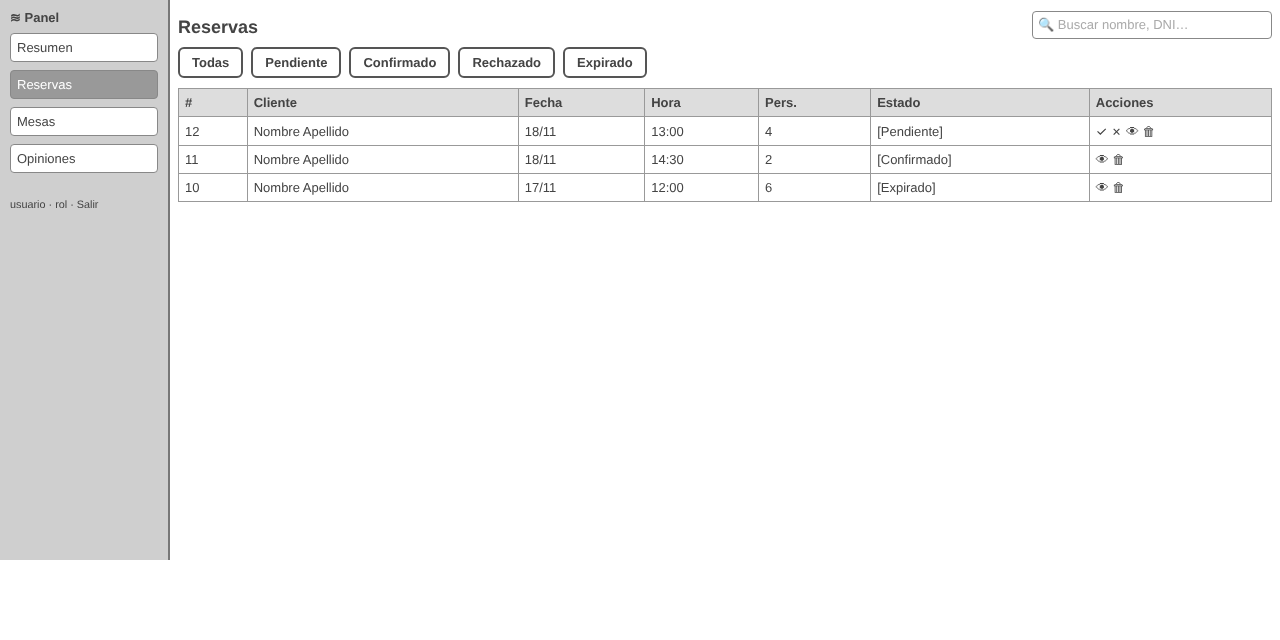 ≋ Panel
Resumen
Reservas
Mesas
Opiniones
usuario · rol · Salir
Reservas
🔍 Buscar nombre, DNI…
Todas Pendiente Confirmado Rechazado Expirado
# Cliente Fecha Hora Pers. Estado Acciones
12 Nombre Apellido 18/11 13:00 4 [Pendiente] ✓ × 👁 🗑
11 Nombre Apellido 18/11 14:30 2 [Confirmado] 👁 🗑
10 Nombre Apellido 17/11 12:00 6 [Expirado] 👁 🗑